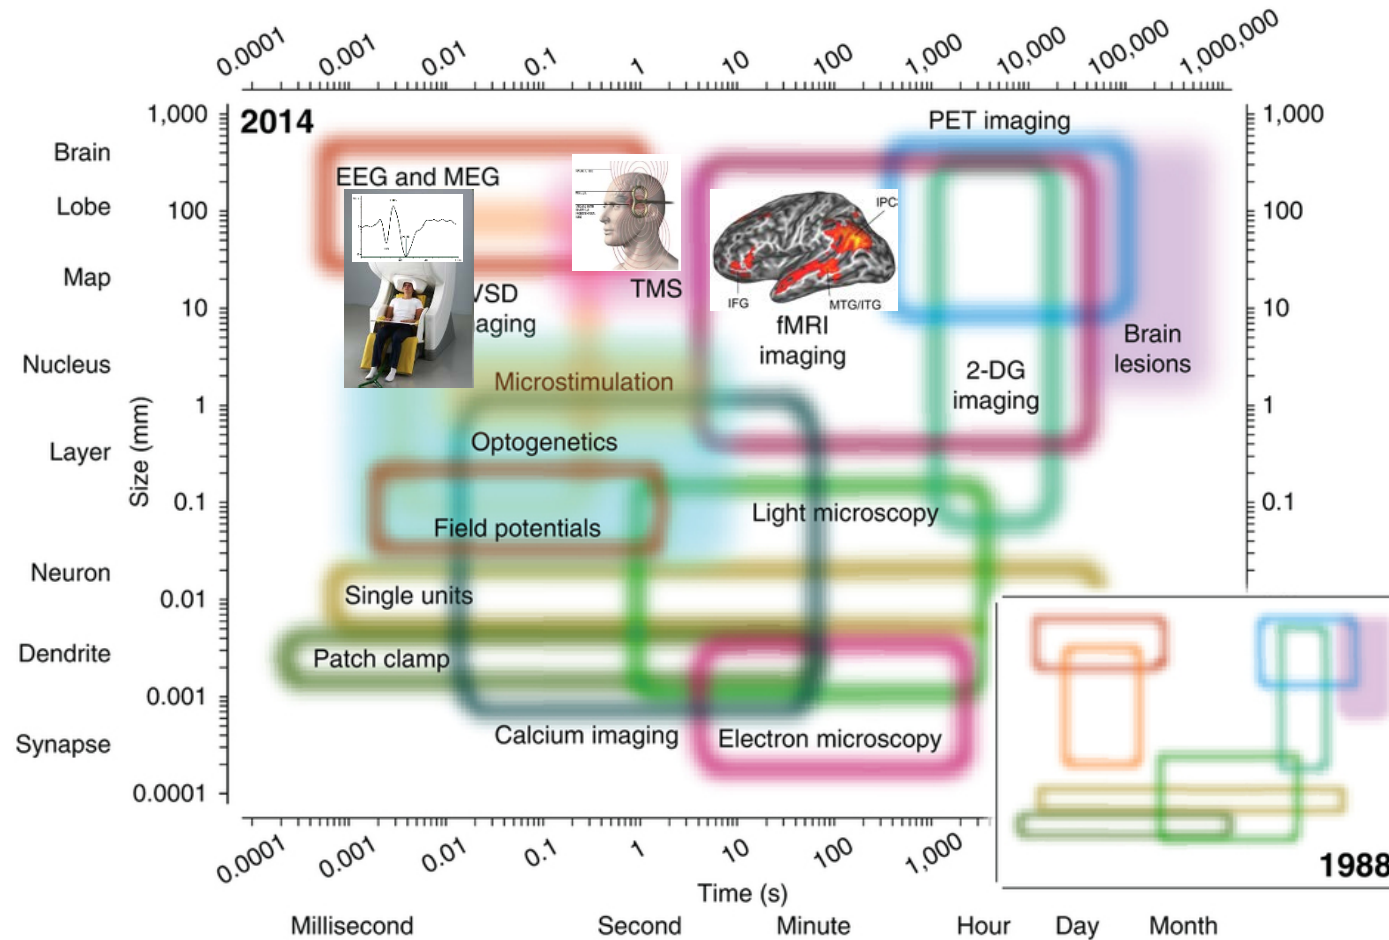 0.0001 0.001 0.01 0.1 1 10 100 1,000 10,000 100,000 1,000,000
2014
1,000
100
10
1
0.1
0.01
0.001
0.0001
Size (mm)
Brain
Lobe
Map
Nucleus
Layer
Neuron
Dendrite
Synapse
EEG and MEG
VSD
aging
TMS
IPC
IFG
MTG/ITG
fMRI
imaging
PET imaging
2-DG
imaging
Brain
lesions
Microstimulation
Optogenetics
Field potentials
Light microscopy
Single units
Patch clamp
Calcium imaging
Electron microscopy
1,000
100
10
1
0.1
1988
0.0001 0.001 0.01 0.1 1 10 100 1,000
Time (s)
Millisecond Second Minute Hour Day Month